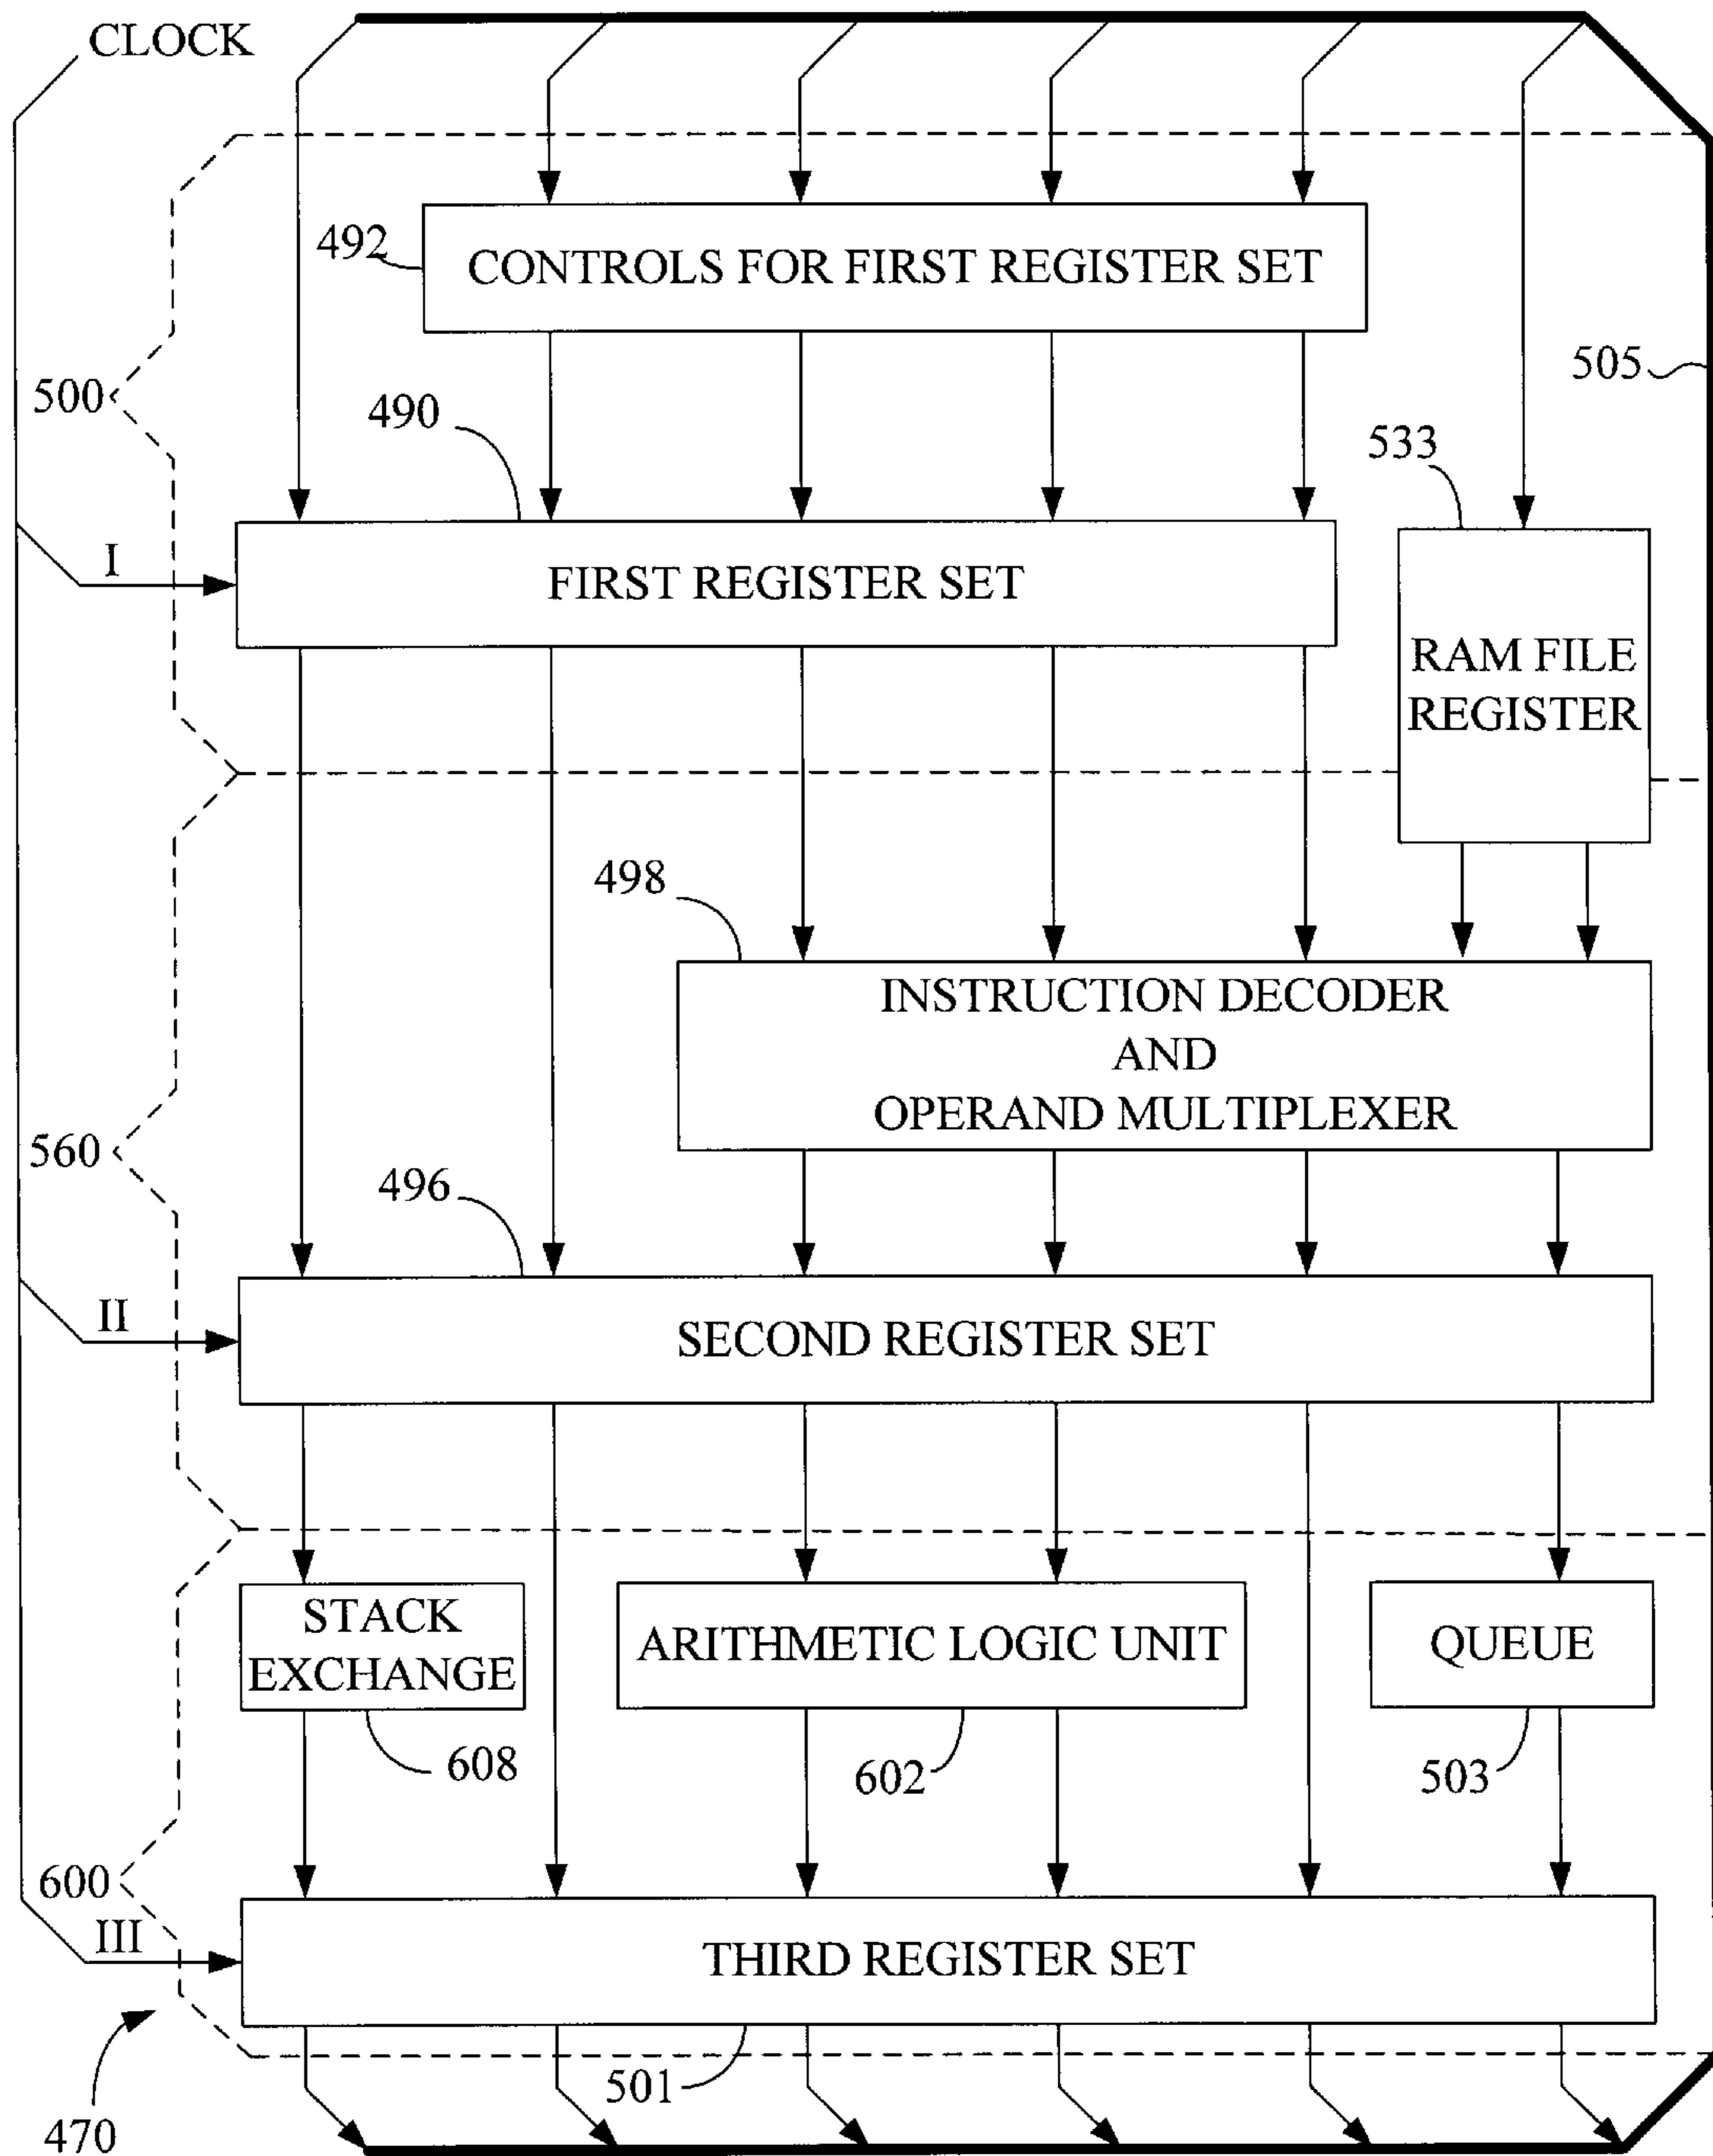 CLOCK
492
CONTROLS FOR FIRST REGISTER SET
505
500
490
533
I
FIRST REGISTER SET
RAM FILE
REGISTER
498
INSTRUCTION DECODER
AND
OPERAND MULTIPLEXER
560
496
II
SECOND REGISTER SET
STACK
EXCHANGE
ARITHMETIC LOGIC UNIT
QUEUE
608
602
503
600
III
THIRD REGISTER SET
501
470